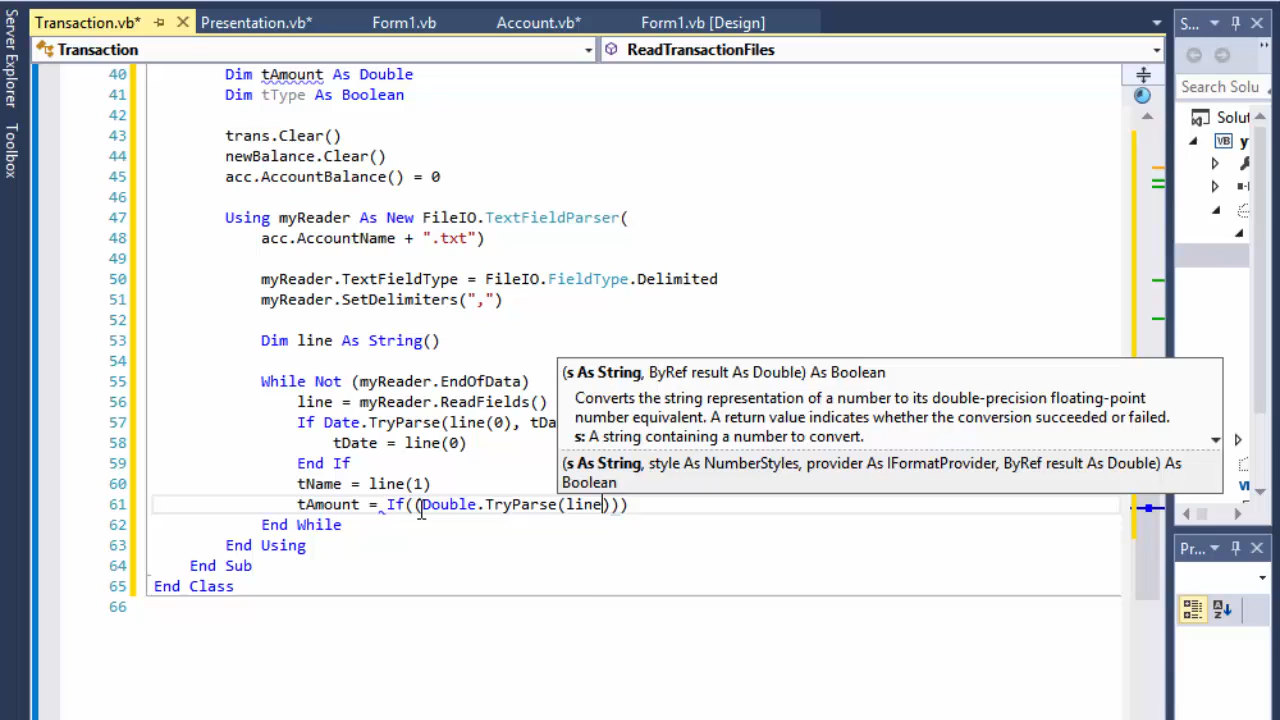 Server Explorer
Toolbox
Transaction.vb*
Presentation.vb*
Form1.vb
Account.vb*
Form1.vb [Design]
S...
Transaction
ReadTransactionFiles
Search Solu
Solut
VB y
40 Dim tAmount As Double
41 Dim tType As Boolean
42
43 trans.Clear()
44 newBalance.Clear()
45 acc.AccountBalance() = 0
46
47 Using myReader As New FileIO.TextFieldParser(
48 acc.AccountName + ".txt")
49
50 myReader.TextFieldType = FileIO.FieldType.Delimited
51 myReader.SetDelimiters(",")
52
53 Dim line As String()
54
55 While Not (myReader.EndOfData)
56 line = myReader.ReadFields()
57 If Date.TryParse(line(0), tDa
58 tDate = line(0)
59 End If
60 tName = line(1)
61 tAmount = If((Double.TryParse(line)))
62 End While
63 End Using
64 End Sub
65 End Class
66
(s As String, ByRef result As Double) As Boolean
Converts the string representation of a number to its double-precision floating-point
number equivalent. A return value indicates whether the conversion succeeded or failed.
s: A string containing a number to convert.
(s As String, style As NumberStyles, provider As IFormatProvider, ByRef result As Double) As
Boolean
Pr...